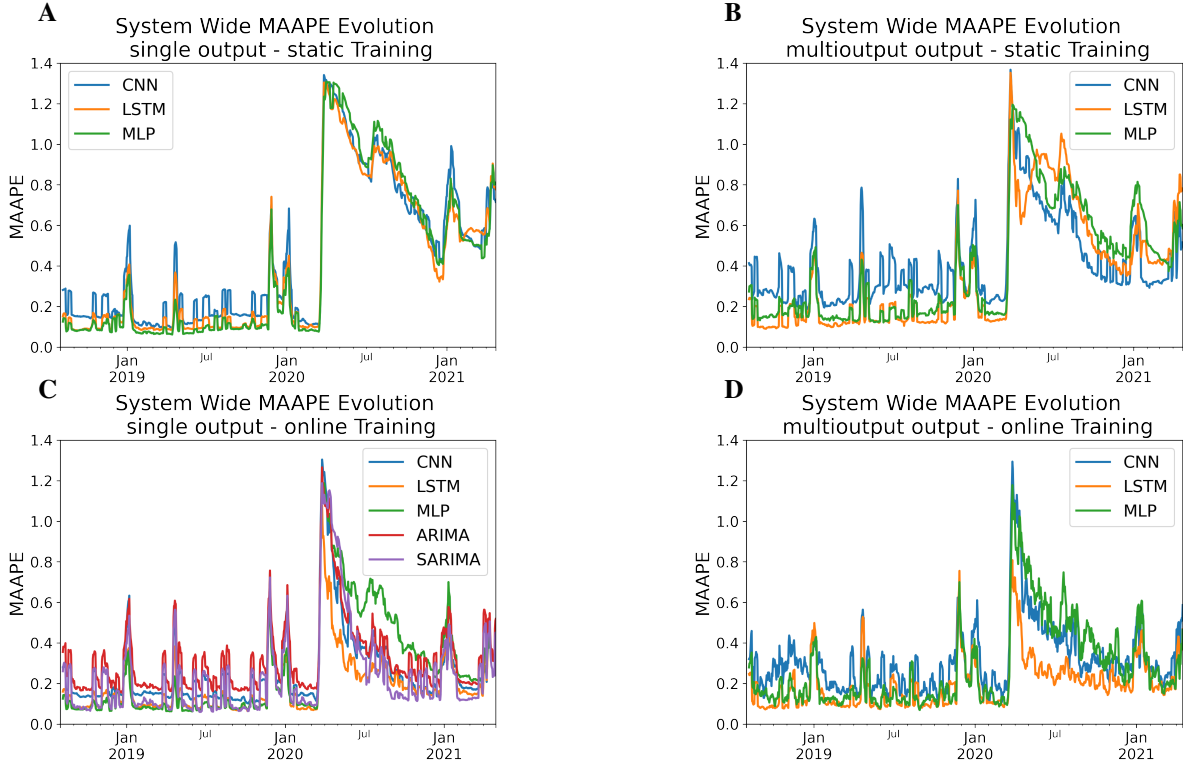 A
System Wide MAAPE Evolution
single output - static Training
MAAPE
1.4
1.2
1.0
0.8
0.6
0.4
0.2
0.0
CNN
LSTM
MLP
Jan
2019
Jul
Jan
2020
Jul
Jan
2021
B
System Wide MAAPE Evolution
multioutput output - static Training
MAAPE
1.4
1.2
1.0
0.8
0.6
0.4
0.2
0.0
CNN
LSTM
MLP
Jan
2019
Jul
Jan
2020
Jul
Jan
2021
C
System Wide MAAPE Evolution
single output - online Training
MAAPE
1.4
1.2
1.0
0.8
0.6
0.4
0.2
0.0
CNN
LSTM
MLP
ARIMA
SARIMA
Jan
2019
Jul
Jan
2020
Jul
Jan
2021
D
System Wide MAAPE Evolution
multioutput output - online Training
MAAPE
1.4
1.2
1.0
0.8
0.6
0.4
0.2
0.0
CNN
LSTM
MLP
Jan
2019
Jul
Jan
2020
Jul
Jan
2021